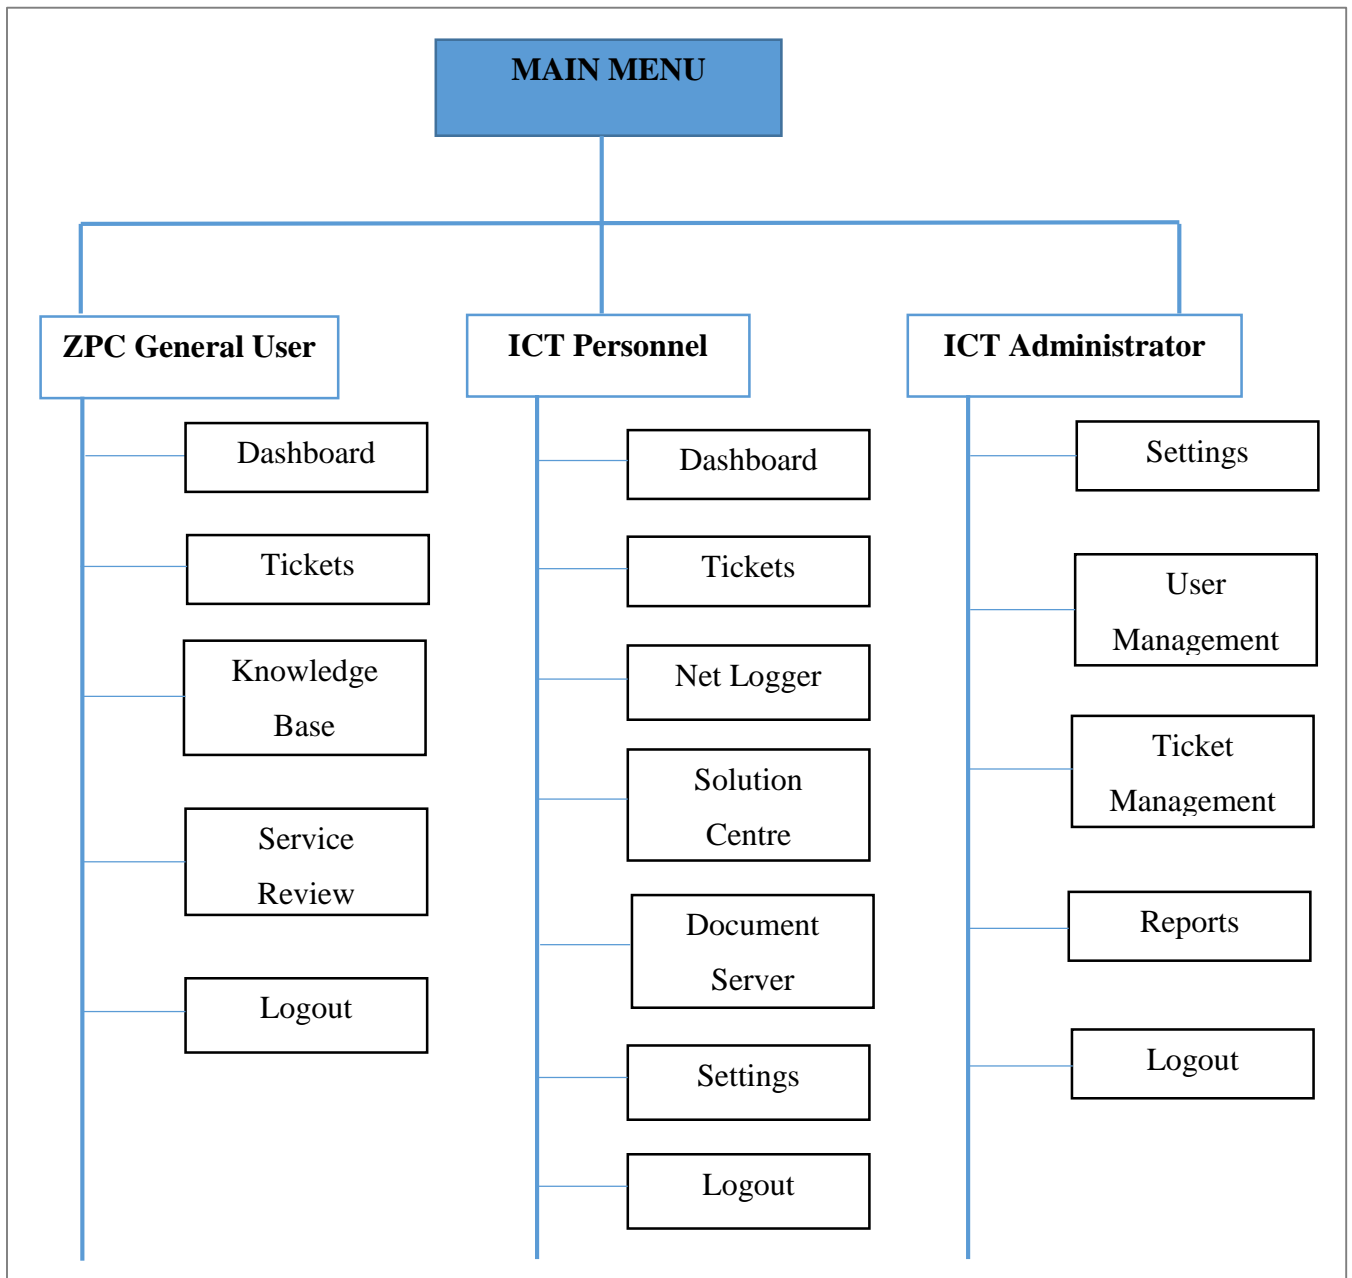 MAIN MENU
ZPC General User
Dashboard
Tickets
Knowledge
Base
Service
Review
Logout
ICT Personnel
Dashboard
Tickets
Net Logger
Solution
Centre
Document
Server
Settings
Logout
ICT Administrator
Settings
User
Management
Ticket
Management
Reports
Logout